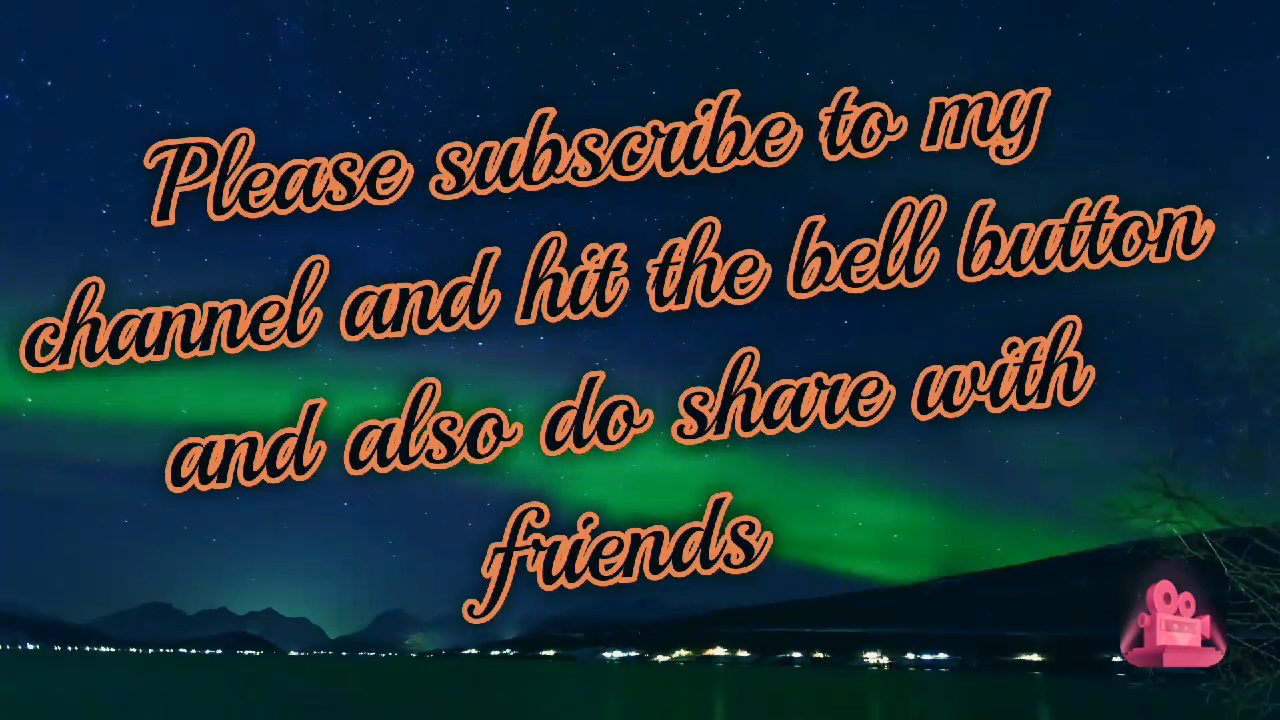 Please subscribe to my
channel and hit the bell button
and also do share with
friends